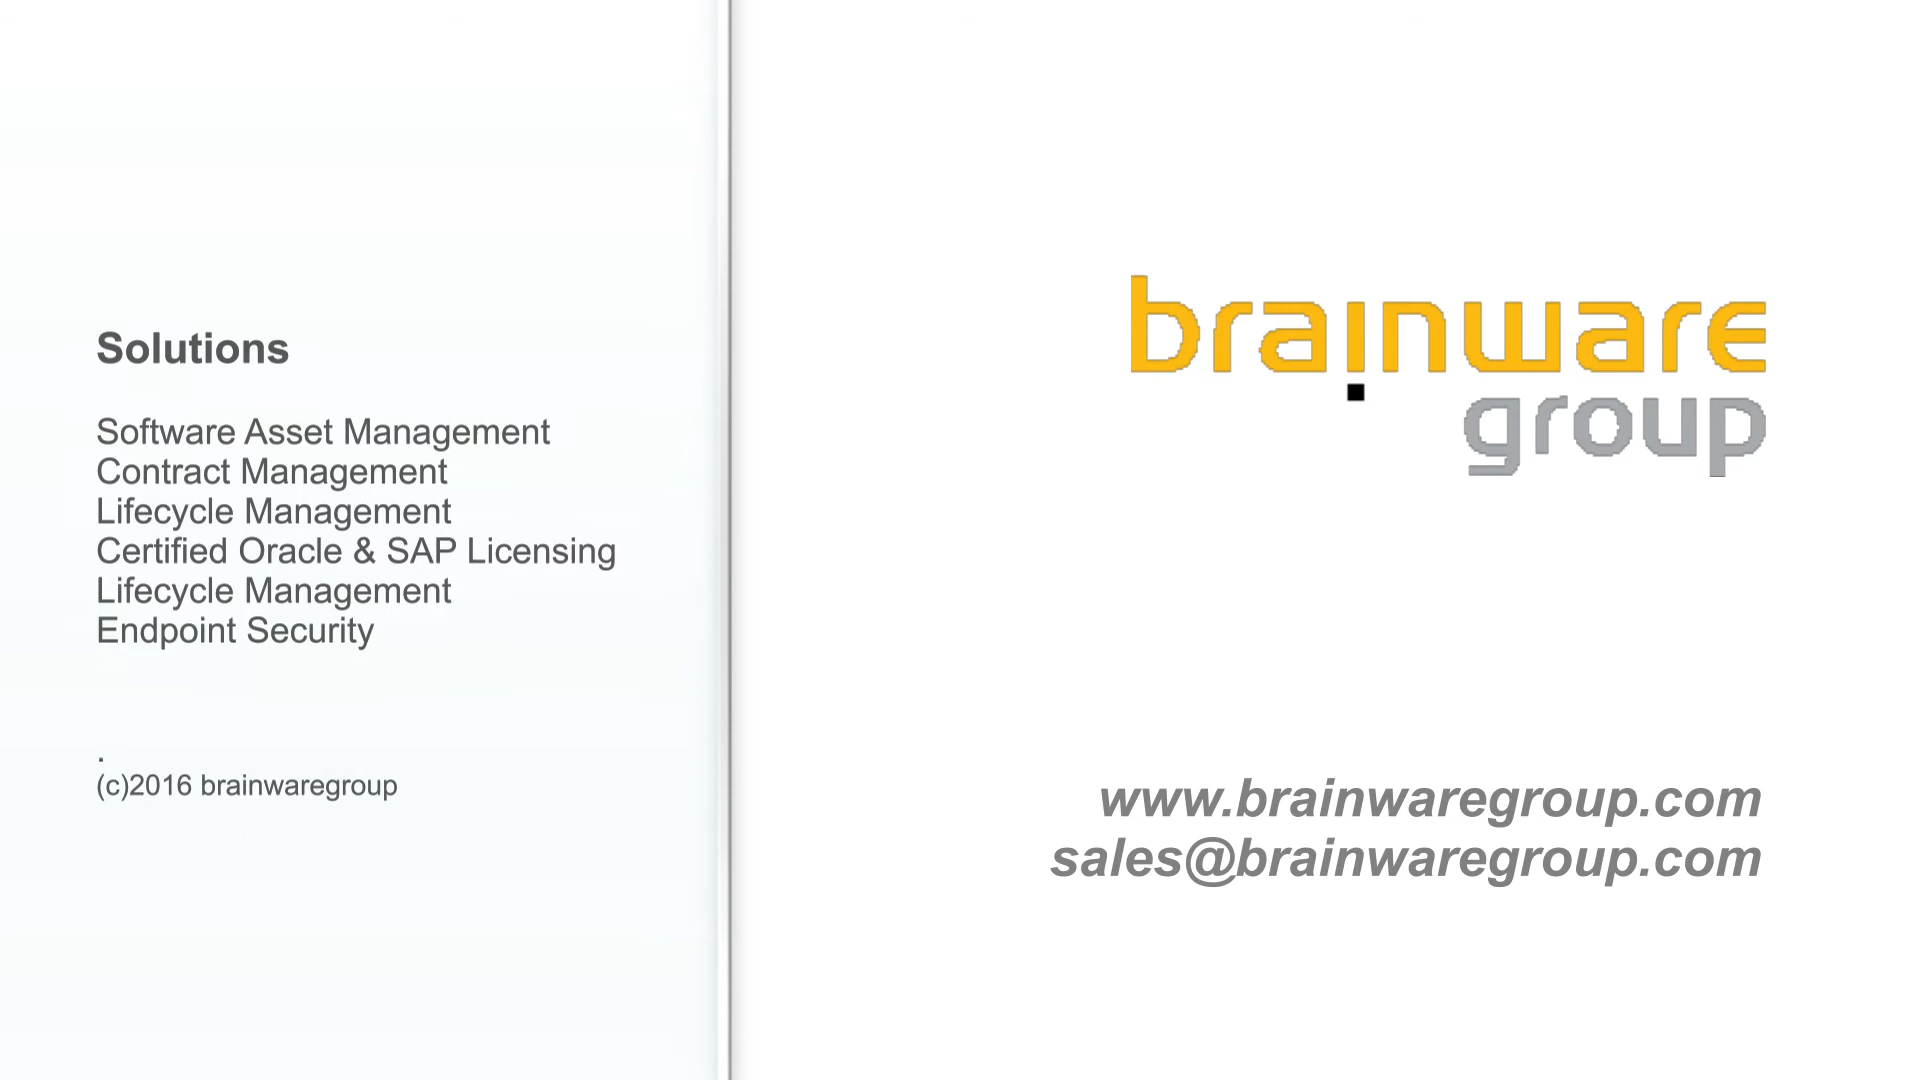 Solutions
Software Asset Management
Contract Management
Lifecycle Management
Certified Oracle & SAP Licensing
Lifecycle Management
Endpoint Security
.
(c)2016 brainwaregroup
brainware
group
www.brainwaregroup.com
sales@brainwaregroup.com